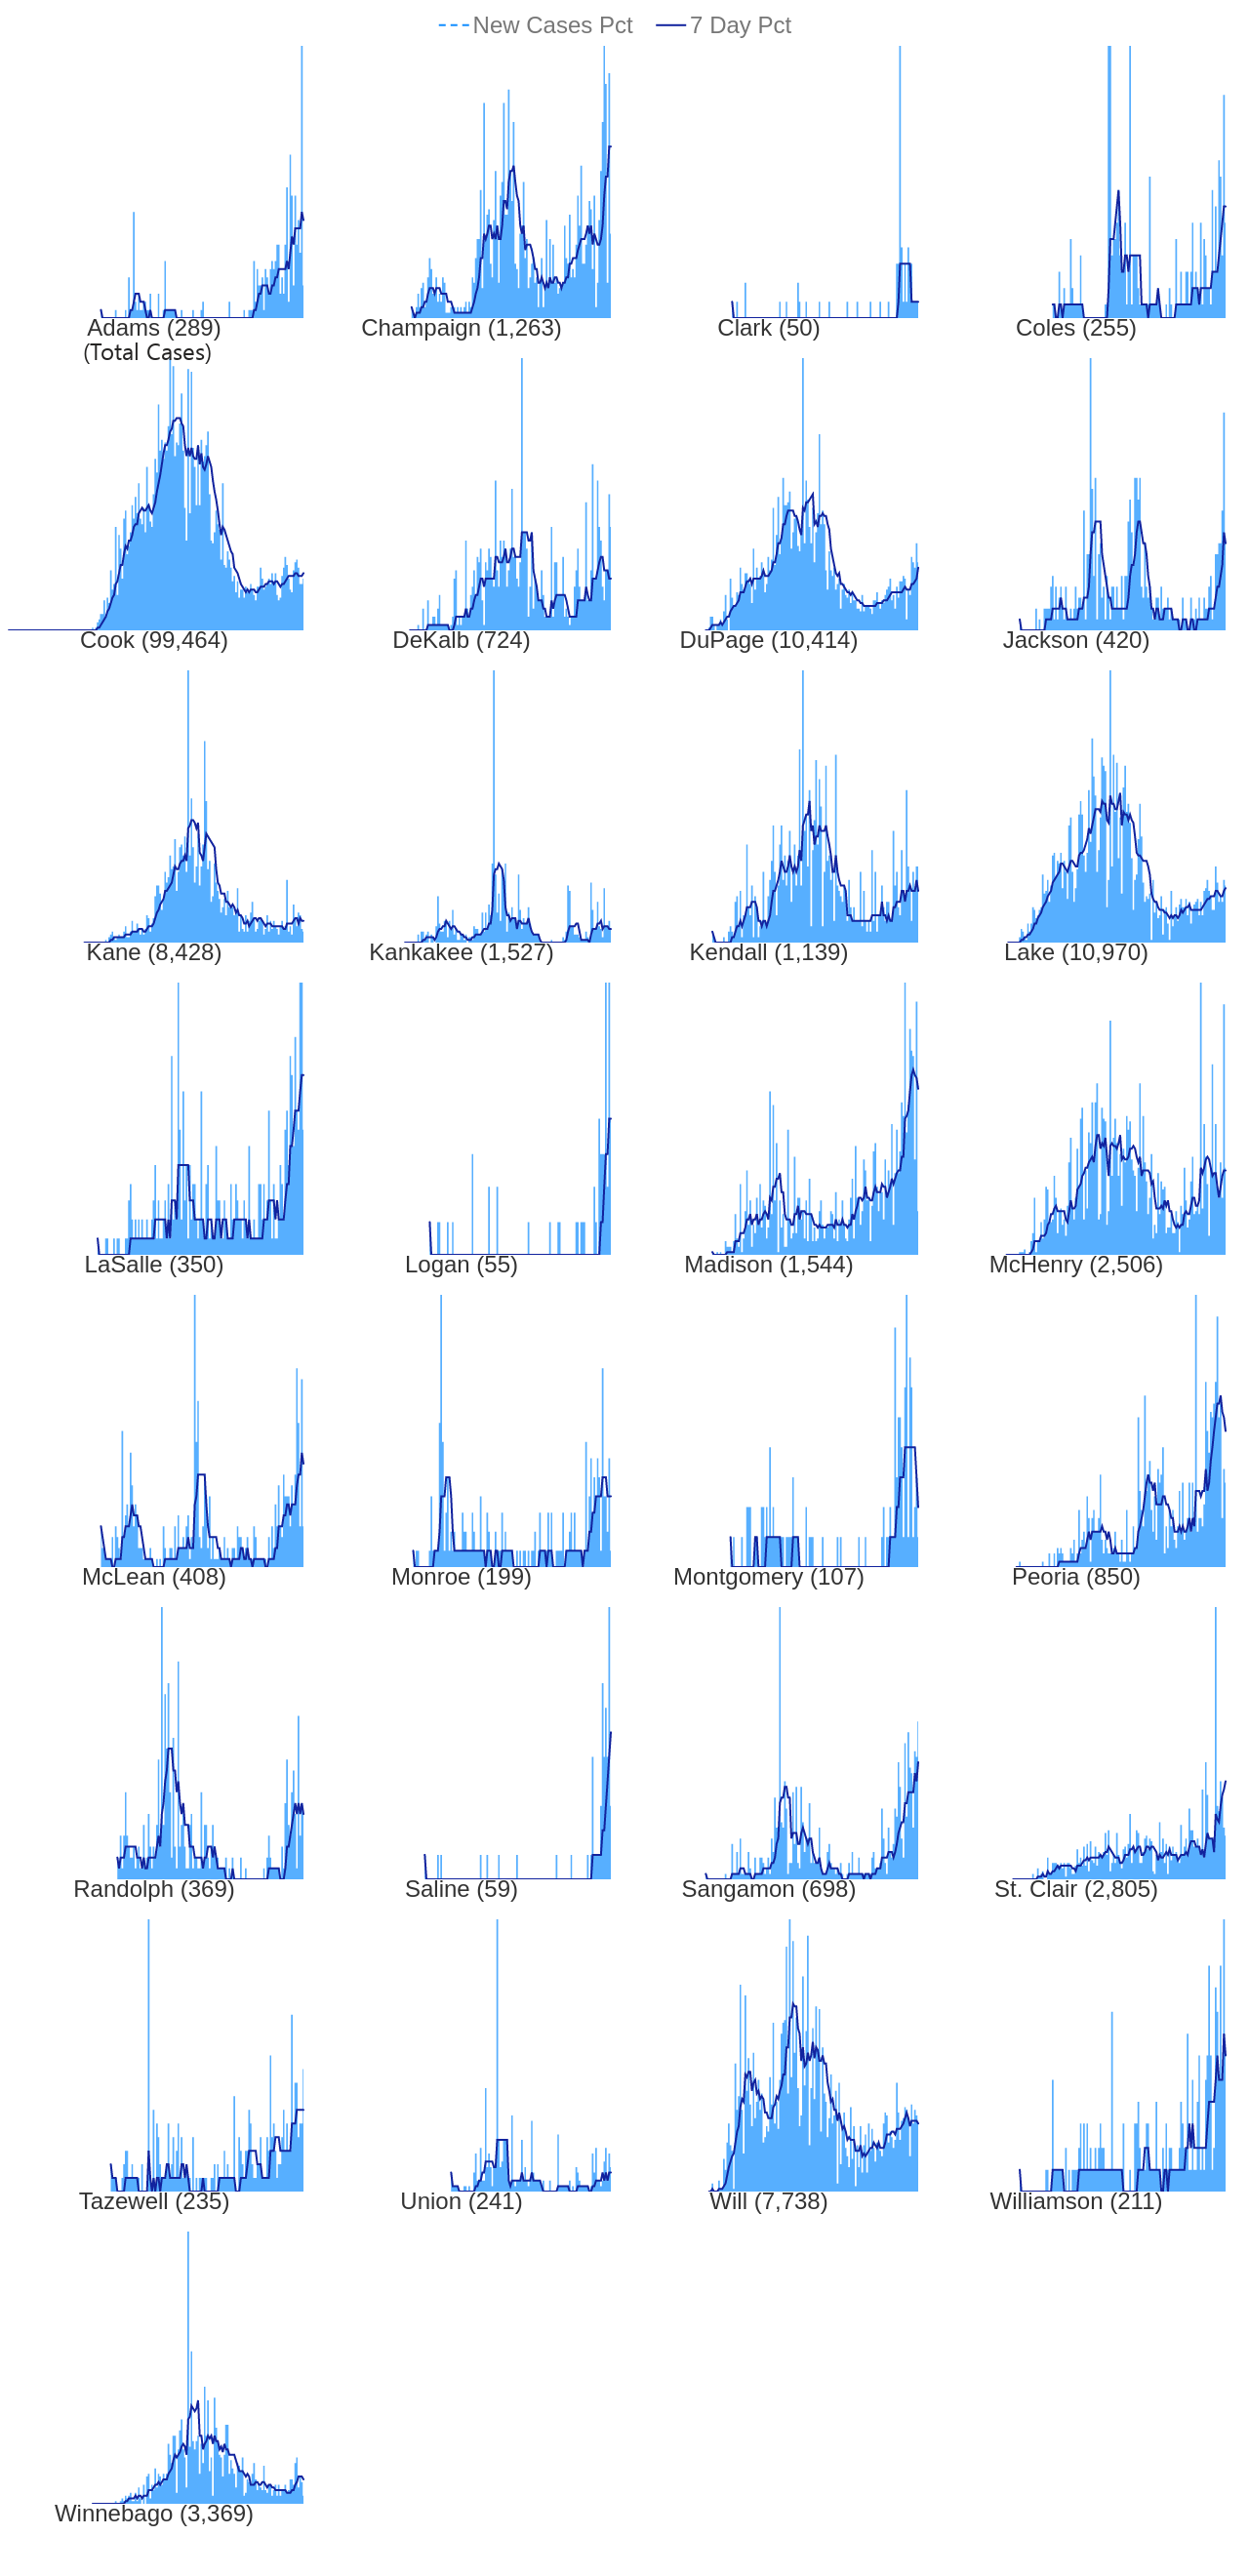 New Cases Pct 7 Day Pct
Adams (289) Champaign (1,263) Clark (50) Coles (255)
(Total Cases)
Cook (99,464) DeKalb (724) DuPage (10,414) Jackson (420)
Kane (8,428) Kankakee (1,527) Kendall (1,139) Lake (10,970)
LaSalle (350) Logan (55) Madison (1,544) McHenry (2,506)
McLean (408) Monroe (199) Montgomery (107) Peoria (850)
Randolph (369) Saline (59) Sangamon (698) St. Clair (2,805)
Tazewell (235) Union (241) Will (7,738) Williamson (211)
Winnebago (3,369)